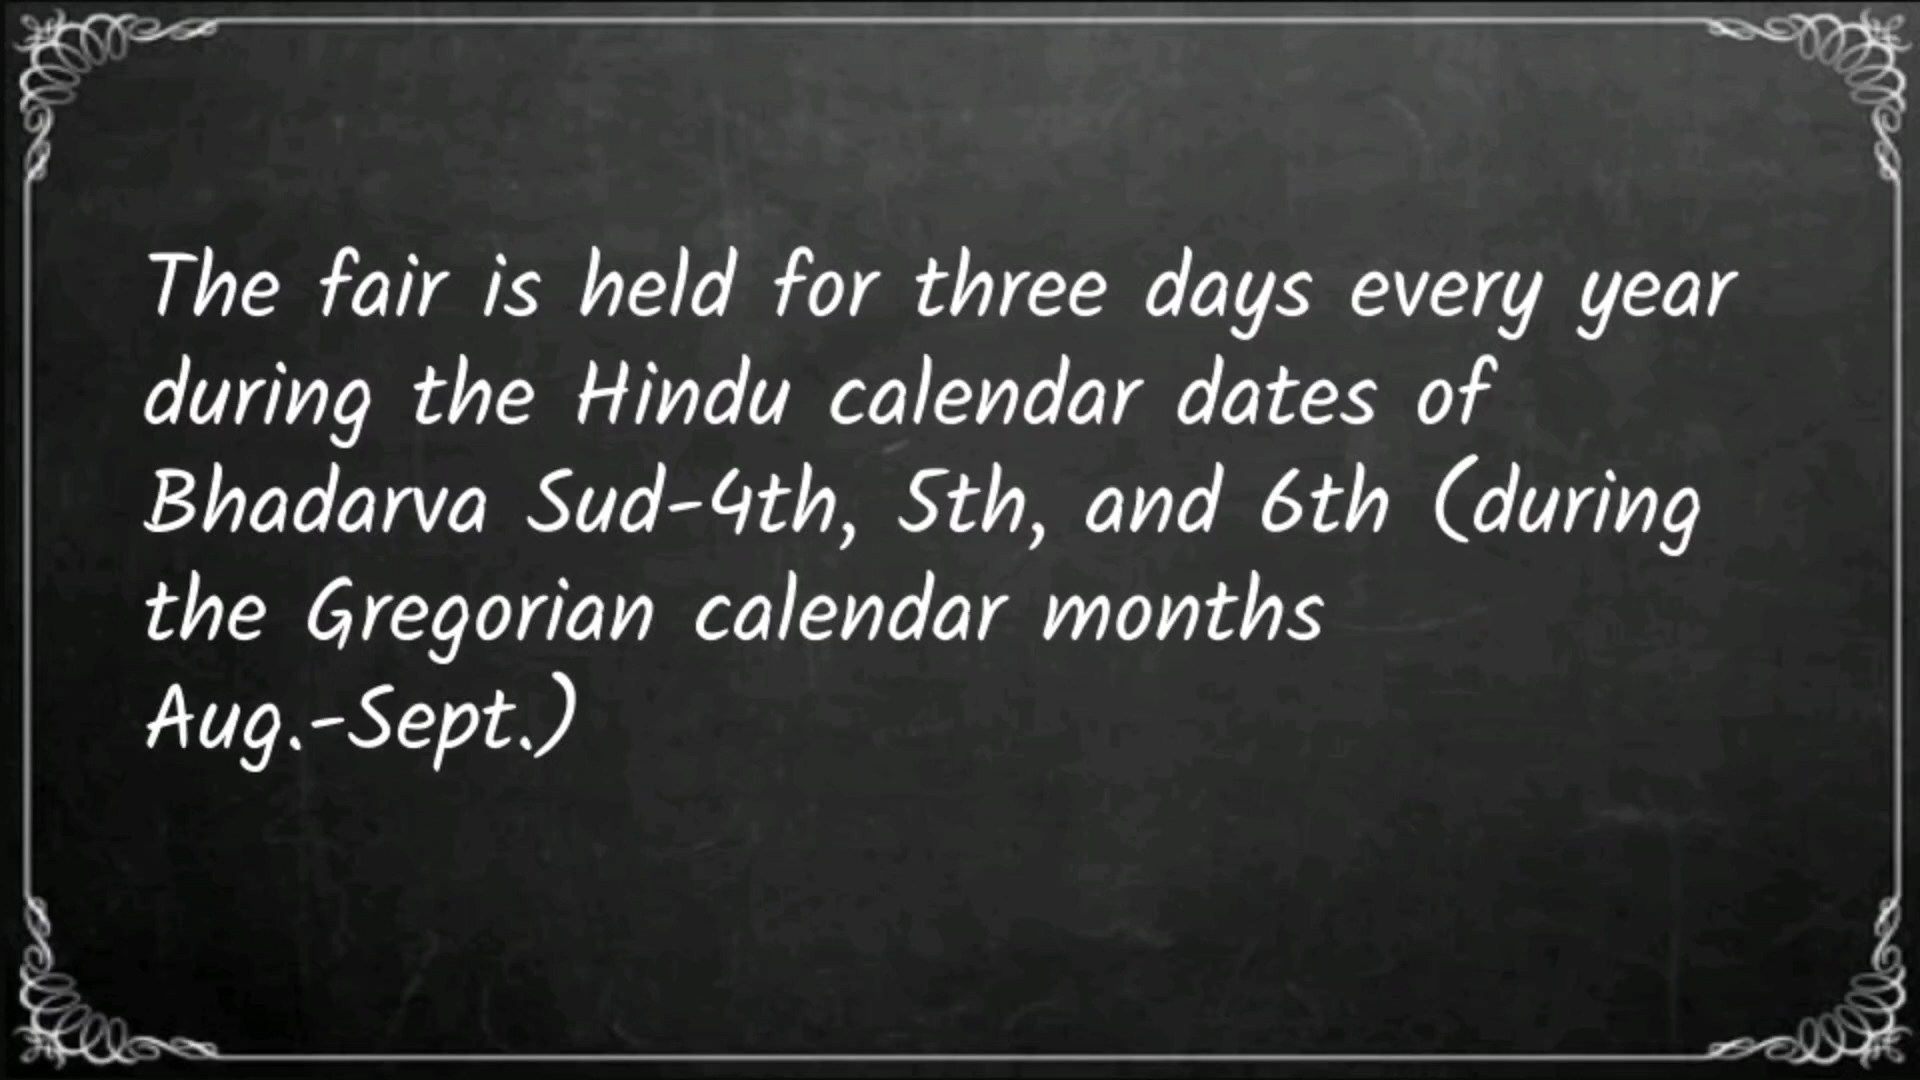 The fair is held for three days every year
during the Hindu calendar dates of
Bhadarva Sud-4th, 5th, and 6th (during
the Gregorian calendar months
Aug.-Sept.)